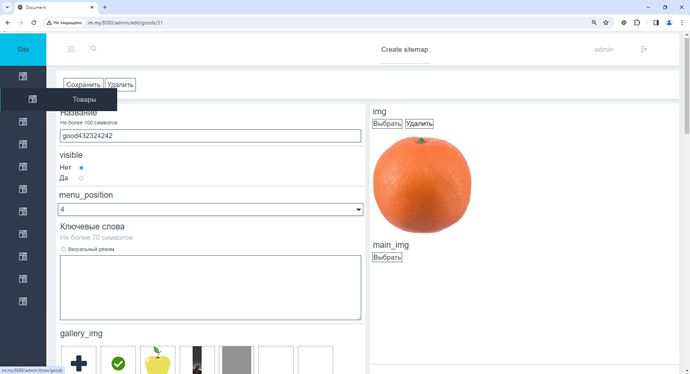 Document
Не защищено
im.my:8080/admin/edit/goods/31
Site
Create sitemap
admin
Сохранить
Удалить
Товары
Название
Не более 100 символов
good432324242
visible
Нет
Да
menu_position
4
Ключевые слова
Не более 70 символов
Визуальный режим
gallery_img
img
Выбрать
Удалить
main_img
Выбрать
im.my:8080/admin/show/goods